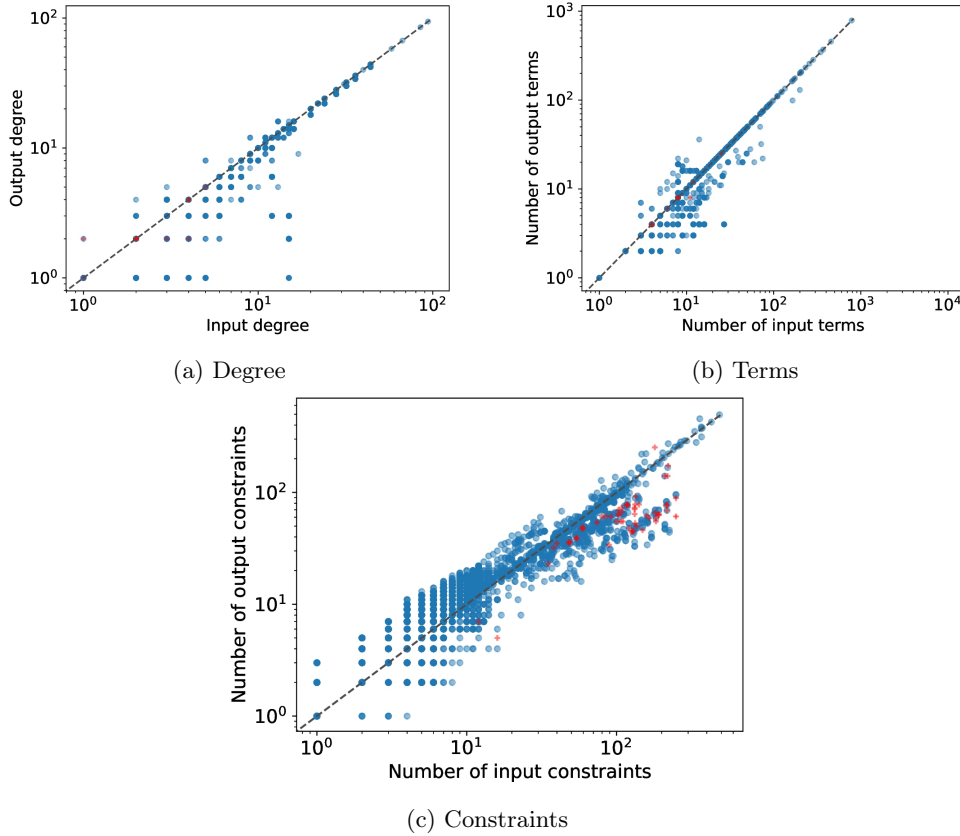 Output degree
10²
10¹
10⁰
10⁰
10¹
10²
Input degree
(a) Degree
Number of output terms
10³
10²
10¹
10⁰
10⁰
10¹
10²
10³
10⁴
Number of input terms
(b) Terms
Number of output constraints
10²
10¹
10⁰
10⁰
10¹
10²
Number of input constraints
(c) Constraints